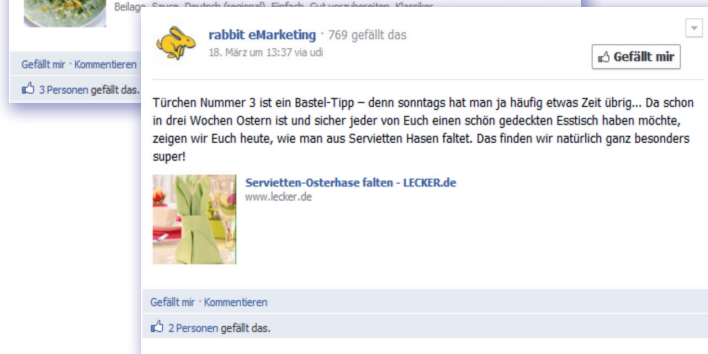 Beilage, Sauce, Deutsch (regional), Einfach, Gut vorzubereiten, Klassiker
Gefällt mir · Kommentieren
3 Personen gefällt das.
rabbit eMarketing · 769 gefällt das
18. März um 13:37 via udi
Gefällt mir
Türchen Nummer 3 ist ein Bastel-Tipp – denn sonntags hat man ja häufig etwas Zeit übrig... Da schon
in drei Wochen Ostern ist und sicher jeder von Euch einen schön gedeckten Esstisch haben möchte,
zeigen wir Euch heute, wie man aus Servietten Hasen faltet. Das finden wir natürlich ganz besonders
super!
Servietten-Osterhase falten - LECKER.de
www.lecker.de
Gefällt mir · Kommentieren
2 Personen gefällt das.